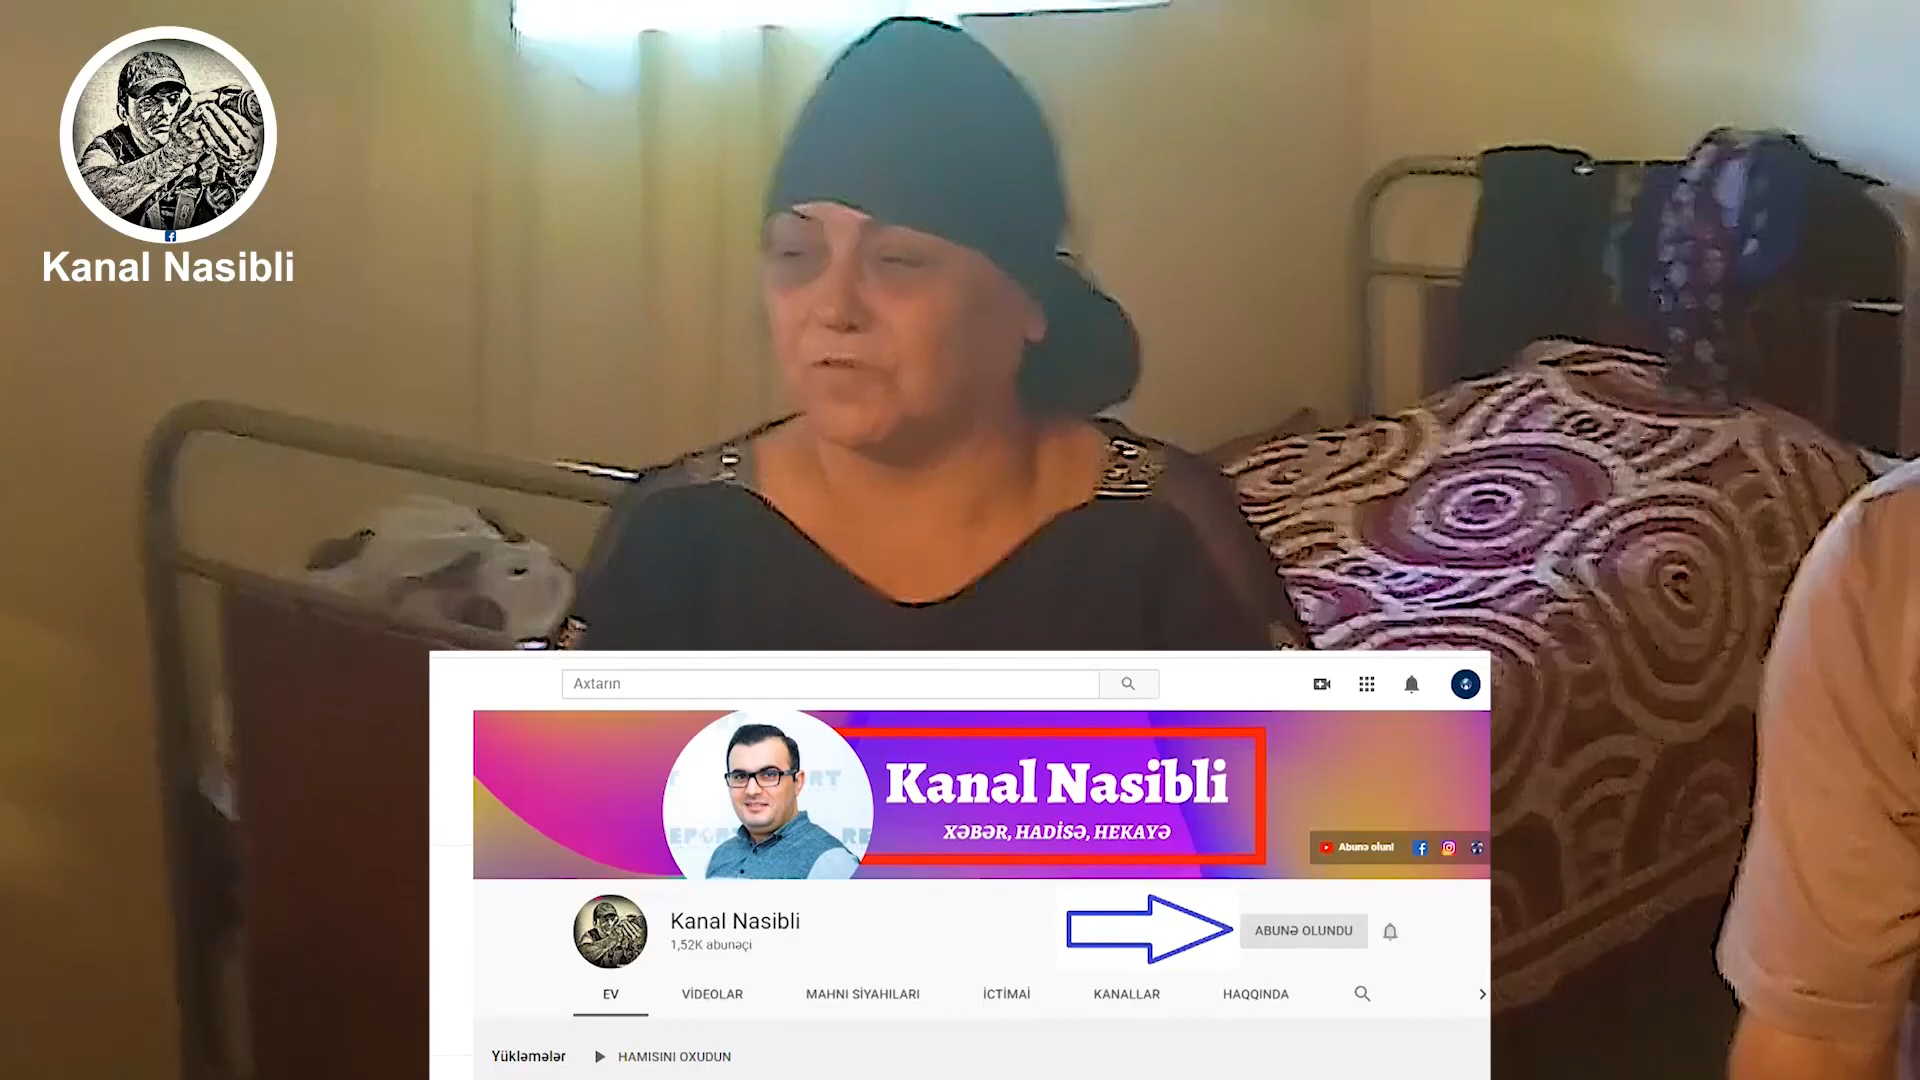 Kanal Nasibli
Axtarın
Kanal Nasibli
XƏBƏR, HADİSƏ, HEKAYƏ
Abunə olun!
Kanal Nasibli
1,52K abunəçi
ABUNƏ OLUNDU
EV VİDEOLAR MAHNI SİYAHILARI İCTİMAİ KANALLAR HAQQINDA
Yükləmələr HAMISINI OXUDUN